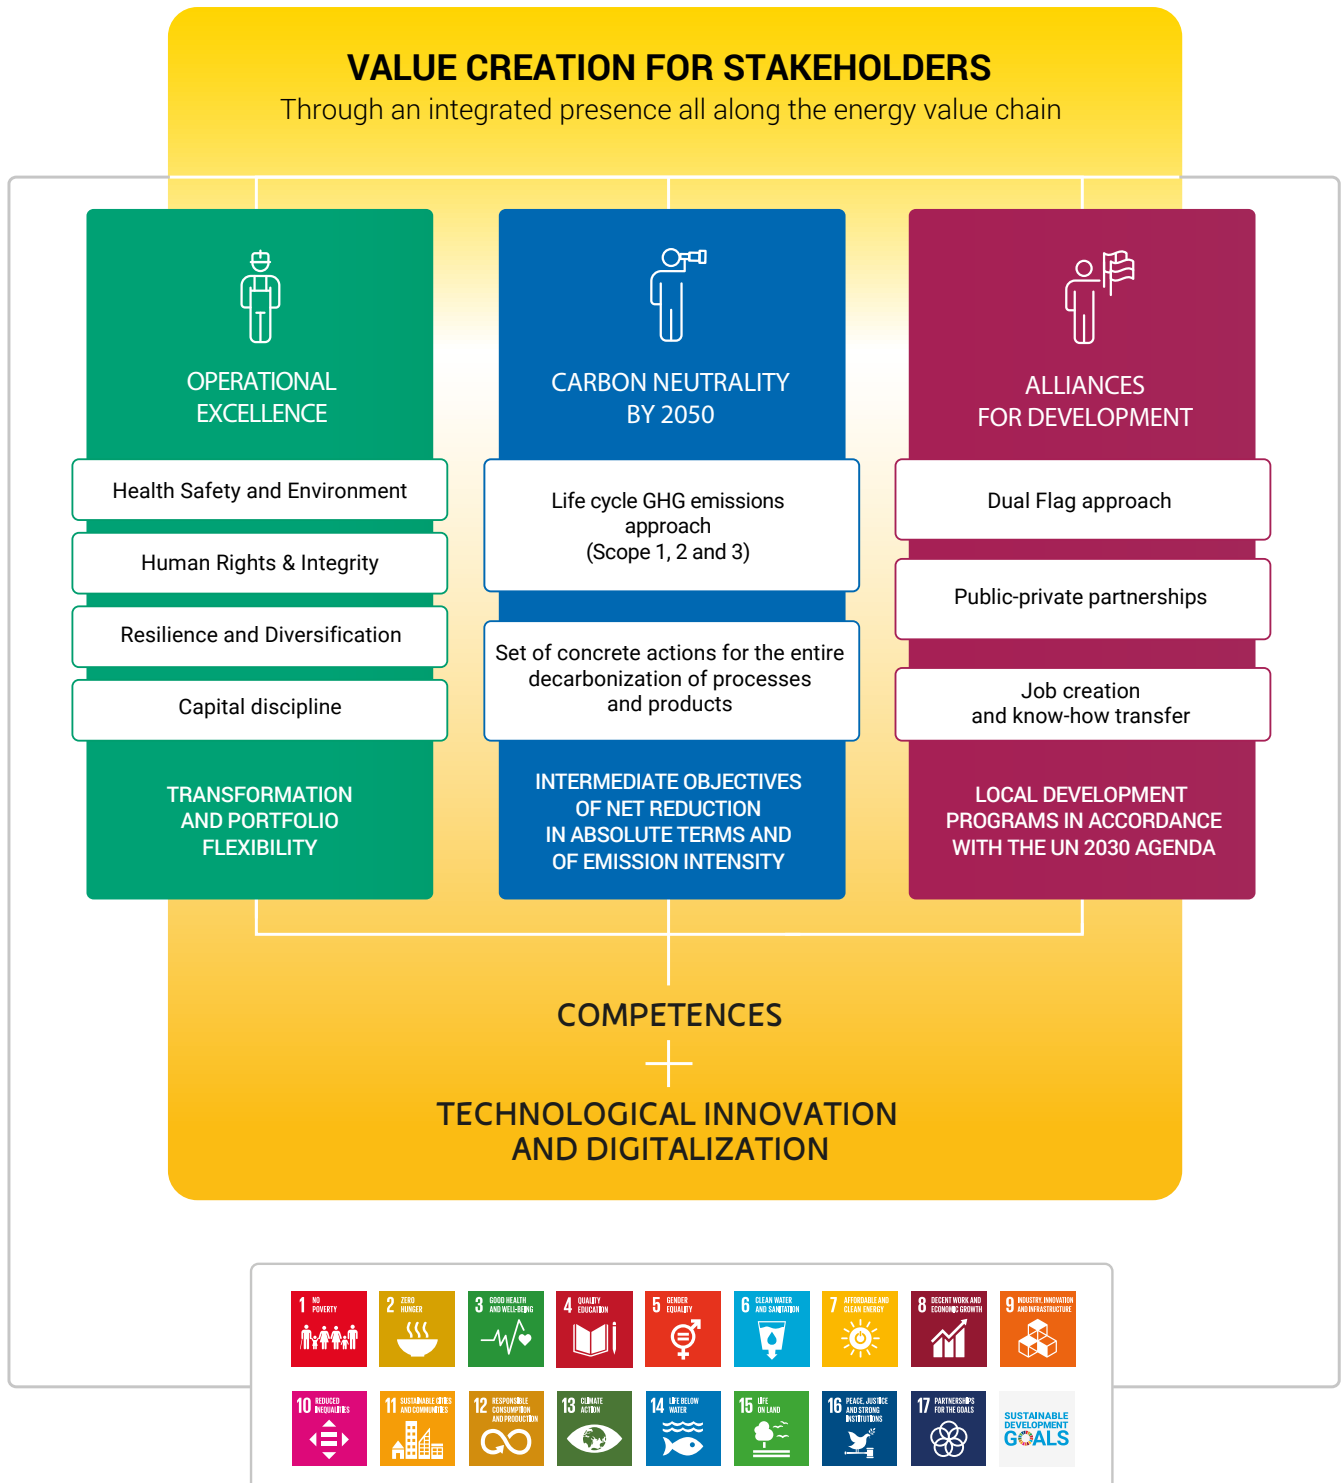 VALUE CREATION FOR STAKEHOLDERS
Through an integrated presence all along the energy value chain
OPERATIONAL
EXCELLENCE
Health Safety and Environment
Human Rights & Integrity
Resilience and Diversification
Capital discipline
TRANSFORMATION
AND PORTFOLIO
FLEXIBILITY
CARBON NEUTRALITY
BY 2050
Life cycle GHG emissions
approach
(Scope 1, 2 and 3)
Set of concrete actions for the entire
decarbonization of processes
and products
INTERMEDIATE OBJECTIVES
OF NET REDUCTION
IN ABSOLUTE TERMS AND
OF EMISSION INTENSITY
ALLIANCES
FOR DEVELOPMENT
Dual Flag approach
Public-private partnerships
Job creation
and know-how transfer
LOCAL DEVELOPMENT
PROGRAMS IN ACCORDANCE
WITH THE UN 2030 AGENDA
COMPETENCES
TECHNOLOGICAL INNOVATION
AND DIGITALIZATION
1 NO
POVERTY
2 ZERO
HUNGER
3 GOOD HEALTH
AND WELL-BEING
4 QUALITY
EDUCATION
5 GENDER
EQUALITY
6 CLEAN WATER
AND SANITATION
7 AFFORDABLE AND
CLEAN ENERGY
8 DECENT WORK AND
ECONOMIC GROWTH
9 INDUSTRY, INNOVATION
AND INFRASTRUCTURE
10 REDUCED
INEQUALITIES
11 SUSTAINABLE CITIES
AND COMMUNITIES
12 RESPONSIBLE
CONSUMPTION
AND PRODUCTION
13 CLIMATE
ACTION
14 LIFE BELOW
WATER
15 LIFE
ON LAND
16 PEACE, JUSTICE
AND STRONG
INSTITUTIONS
17 PARTNERSHIPS
FOR THE GOALS
SUSTAINABLE
DEVELOPMENT
GOALS